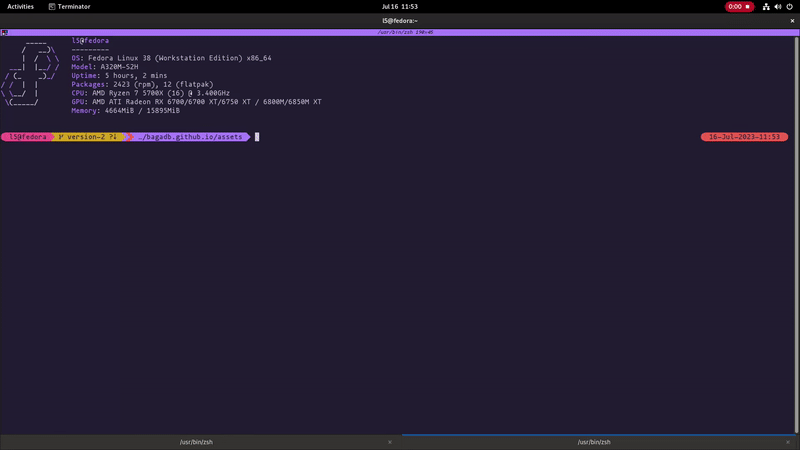 Activities Terminator Jul 16 11:53 0:00
l5@fedora:~
/usr/bin/zsh 190x45
l5@fedora
---------
OS: Fedora Linux 38 (Workstation Edition) x86_64
Model: A320M-S2H
Uptime: 5 hours, 2 mins
Packages: 2423 (rpm), 12 (flatpak)
CPU: AMD Ryzen 7 5700X (16) @ 3.400GHz
GPU: AMD ATI Radeon RX 6700/6700 XT/6750 XT / 6800M/6850M XT
Memory: 4664MiB / 15895MiB
l5@fedora version-2 ?⇣ …/bagadb.github.io/assets 16-Jul-2023-11:53
/usr/bin/zsh × /usr/bin/zsh ×